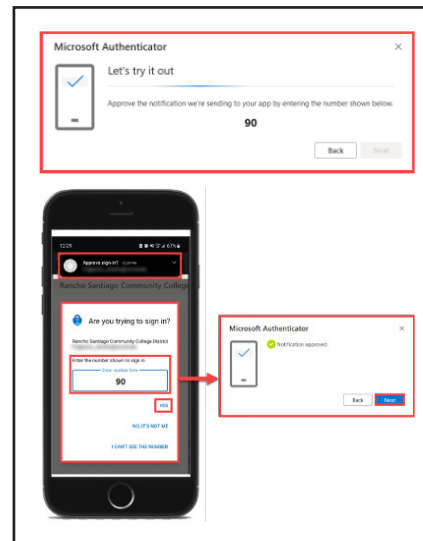 Microsoft Authenticator
Let's try it out
Approve the notification we're sending to your app by entering the number shown below.
90
Back Next
12:29 67%
Approve sign in?
Rancho Santiago Community College
Are you trying to sign in?
Rancho Santiago Community College District
Enter the number shown to sign in.
Enter number here
90
YES
NO, IT'S NOT ME
I CAN'T SEE THE NUMBER
Microsoft Authenticator
Notification approved
Back Next